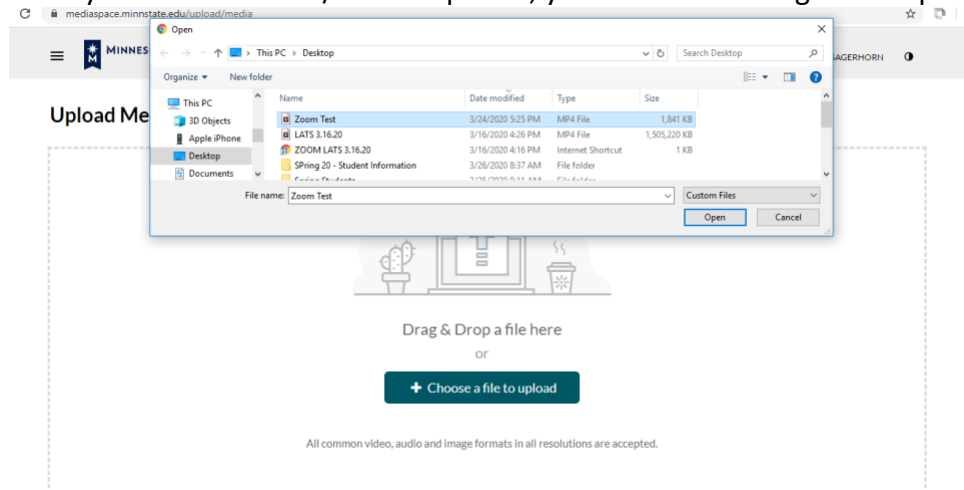 mediaspace.minnstate.edu/upload/media
Open
MINNES
This PC > Desktop
Search Desktop
SAGERHORN
Organize New folder
Upload Me
Name Date modified Type Size
This PC
3D Objects
Apple iPhone
Desktop
Documents
Zoom Test 3/24/2020 5:25 PM MP4 File 1,841 KB
LATS 3.16.20 3/16/2020 4:26 PM MP4 File 1,505,220 KB
ZOOM LATS 3.16.20 3/16/2020 4:16 PM Internet Shortcut 1 KB
SPring 20 - Student Information 3/26/2020 8:37 AM File folder
File name: Zoom Test Custom Files
Open Cancel
Drag & Drop a file here
or
+ Choose a file to upload
All common video, audio and image formats in all resolutions are accepted.